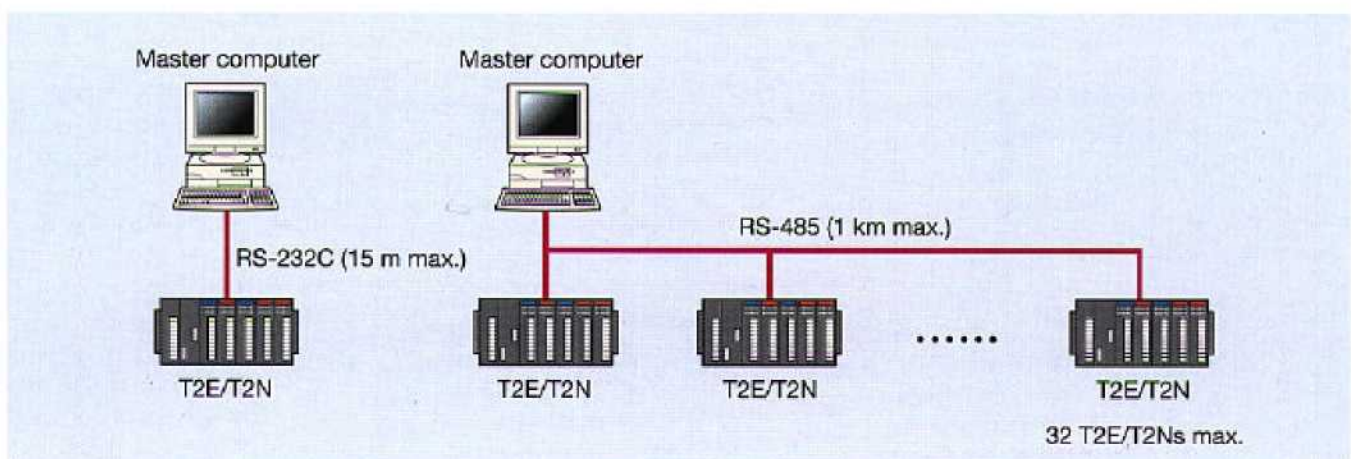 Master computer
Master computer
RS-485 (1 km max.)
RS-232C (15 m max.)
T2E/T2N
T2E/T2N
T2E/T2N
T2E/T2N
32 T2E/T2Ns max.